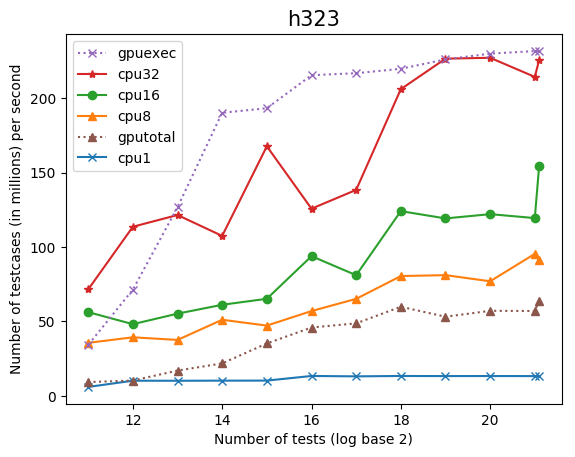 h323
gpuexec
cpu32
cpu16
cpu8
gputotal
cpu1
Number of testcases (in millions) per second
200
150
100
50
0
12
14
16
18
20
Number of tests (log base 2)